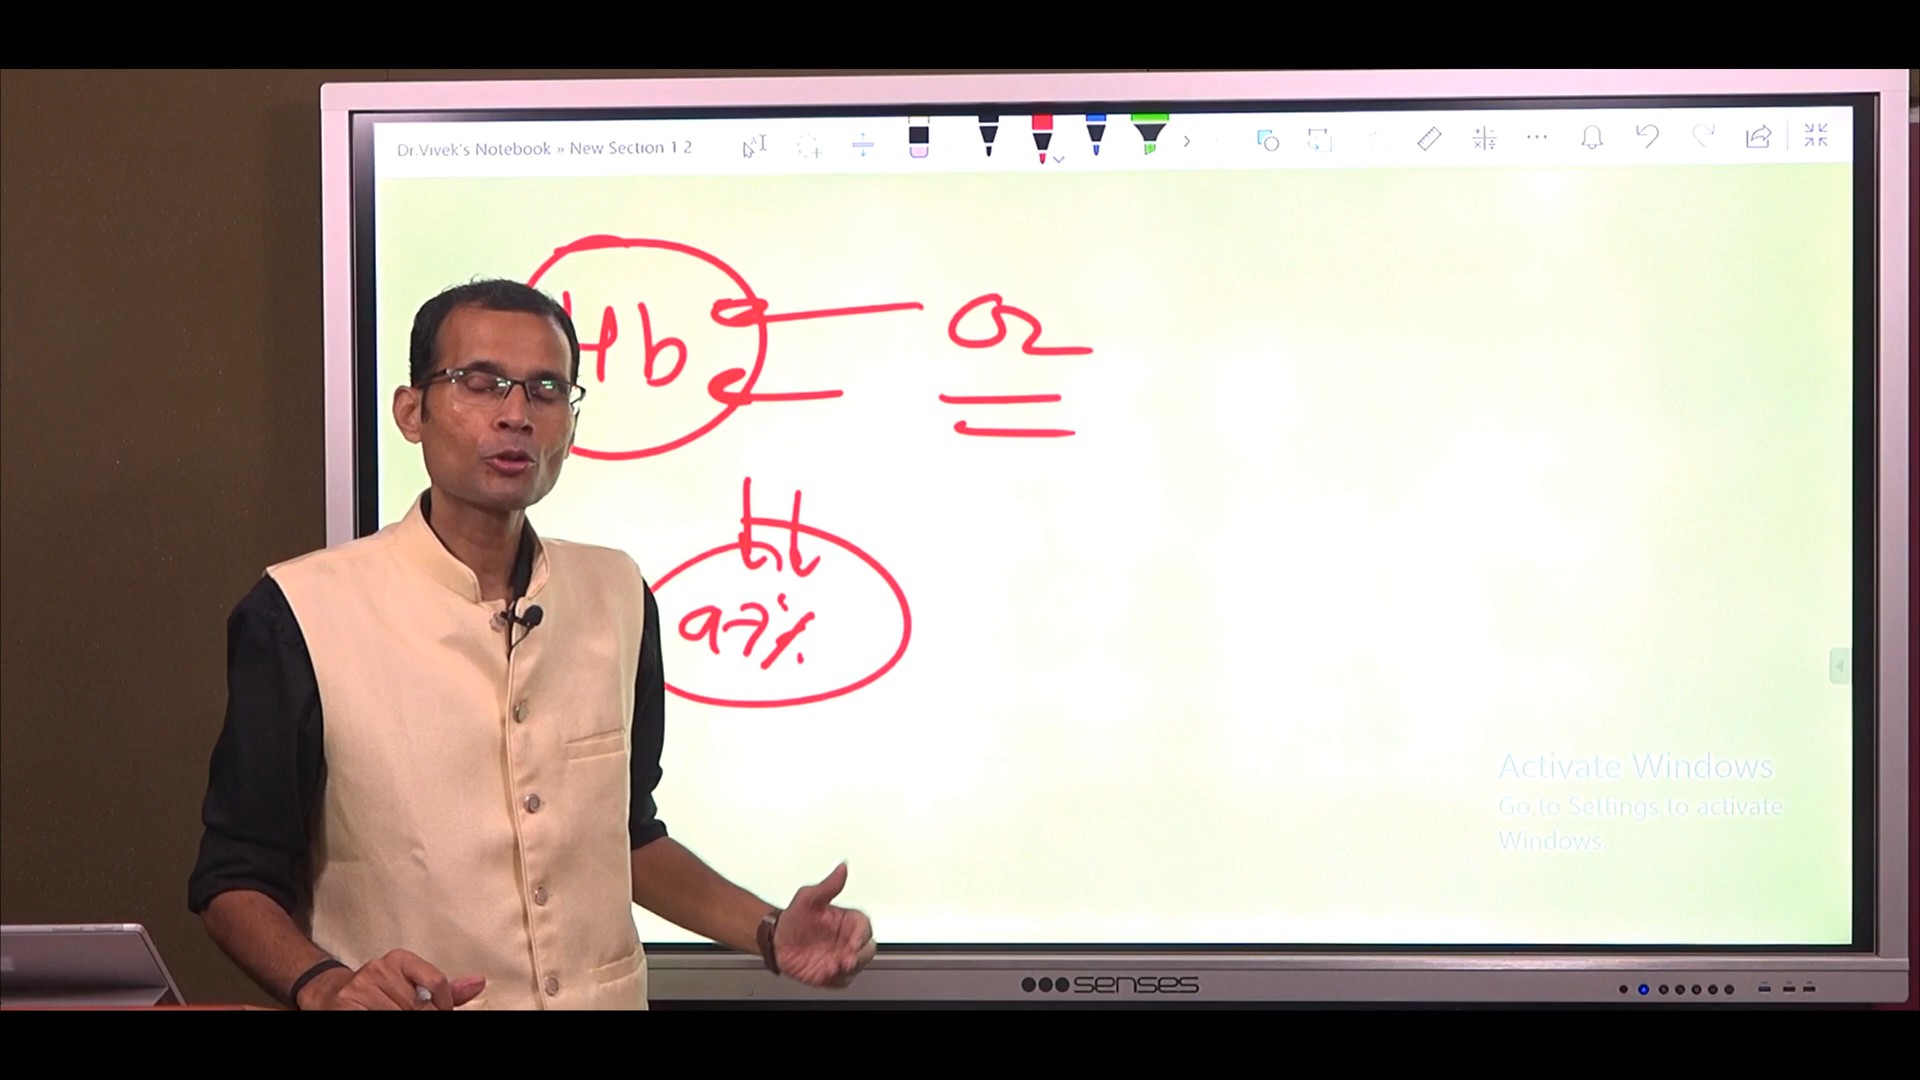 Dr.Vivek's Notebook » New Section 1 2
Hb
O2
97%
Activate Windows
Go to Settings to activate
Windows.
senses